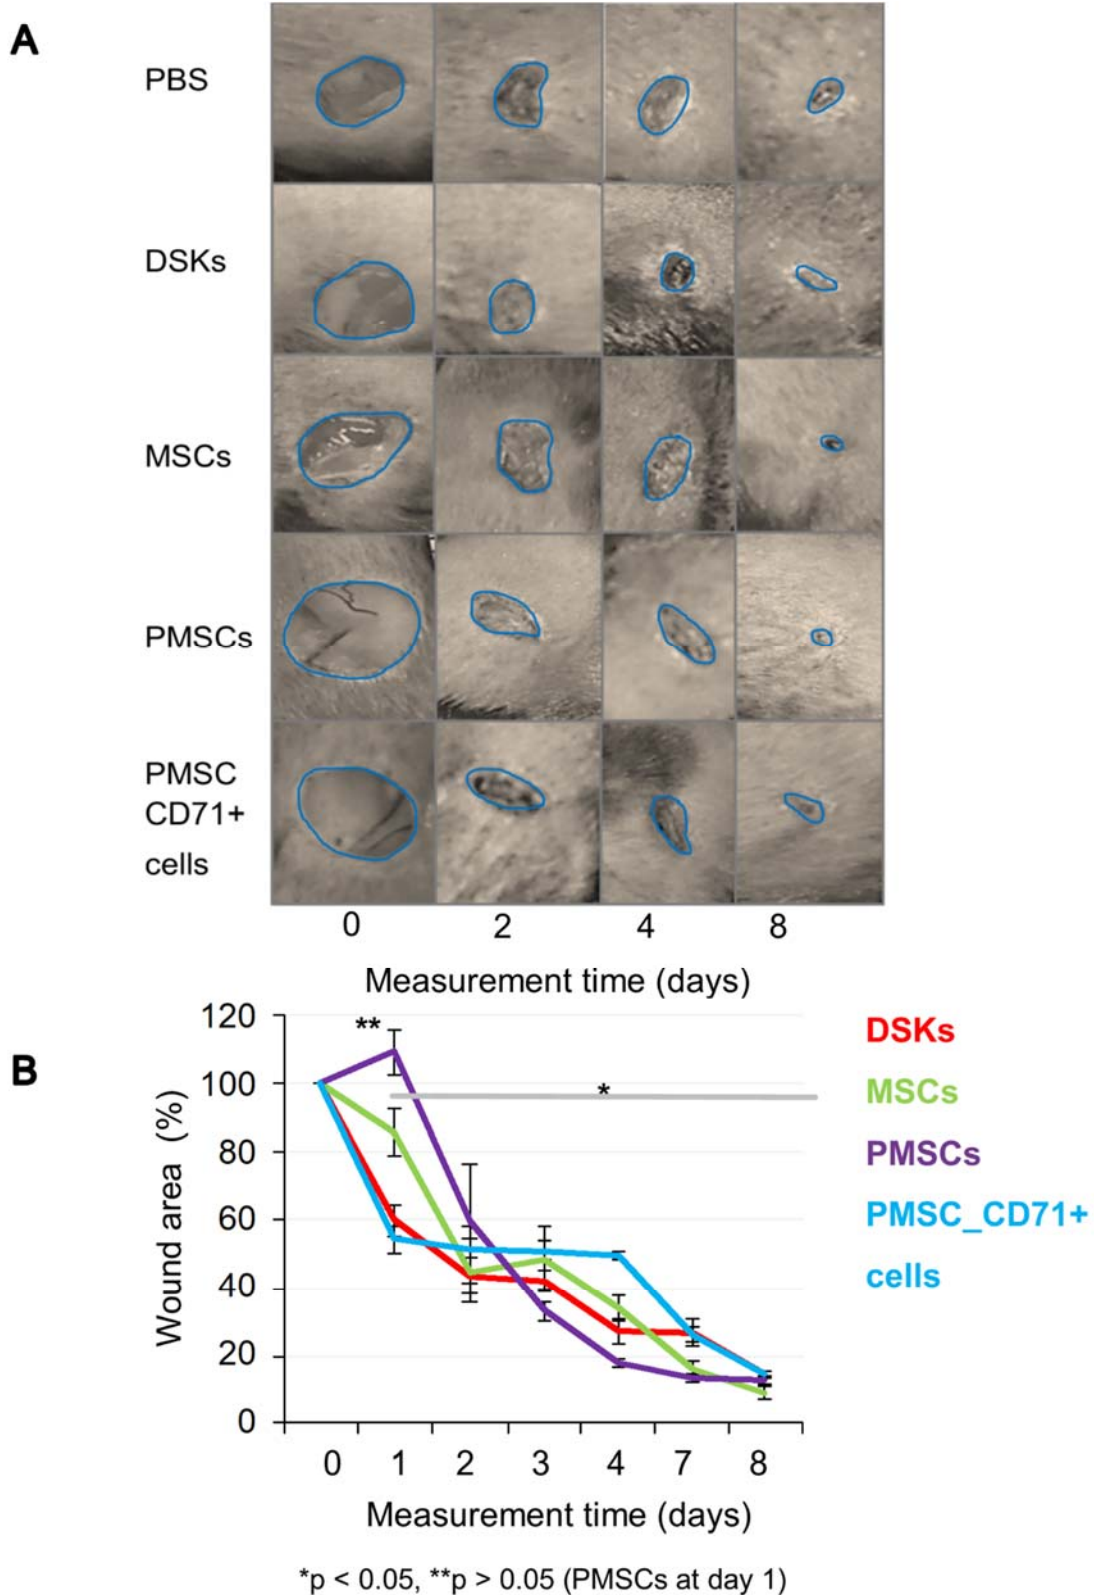 A
PBS
DSKs
MSCs
PMSCs
PMSC
CD71+
cells
0 2 4 8
Measurement time (days)
B
Wound area (%)
120
100
80
60
40
20
0
**
*
0 1 2 3 4 7 8
Measurement time (days)
DSKs
MSCs
PMSCs
PMSC_CD71+
cells
*p < 0.05, **p > 0.05 (PMSCs at day 1)